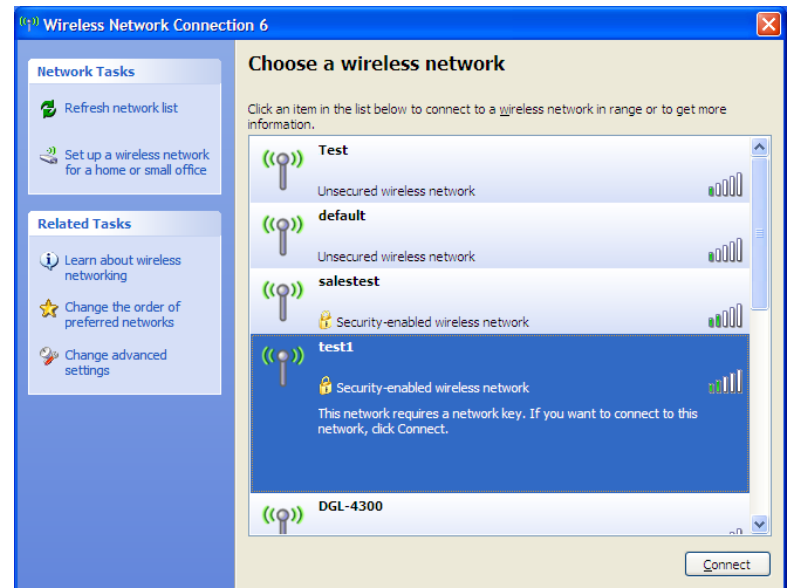 Wireless Network Connection 6
Network Tasks
Refresh network list
Set up a wireless network
for a home or small office
Related Tasks
Learn about wireless
networking
Change the order of
preferred networks
Change advanced
settings
Choose a wireless network
Click an item in the list below to connect to a wireless network in range or to get more
information.
Test
Unsecured wireless network
default
Unsecured wireless network
salestest
Security-enabled wireless network
test1
Security-enabled wireless network
This network requires a network key. If you want to connect to this
network, click Connect.
DGL-4300
Connect